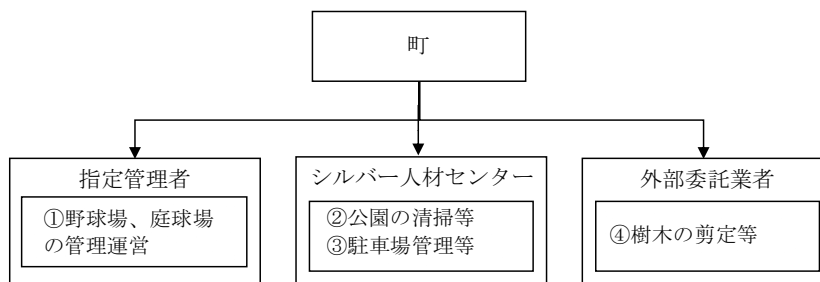 町
指定管理者
①野球場、庭球場
の管理運営
シルバー人材センター
②公園の清掃等
③駐車場管理等
外部委託業者
④樹木の剪定等